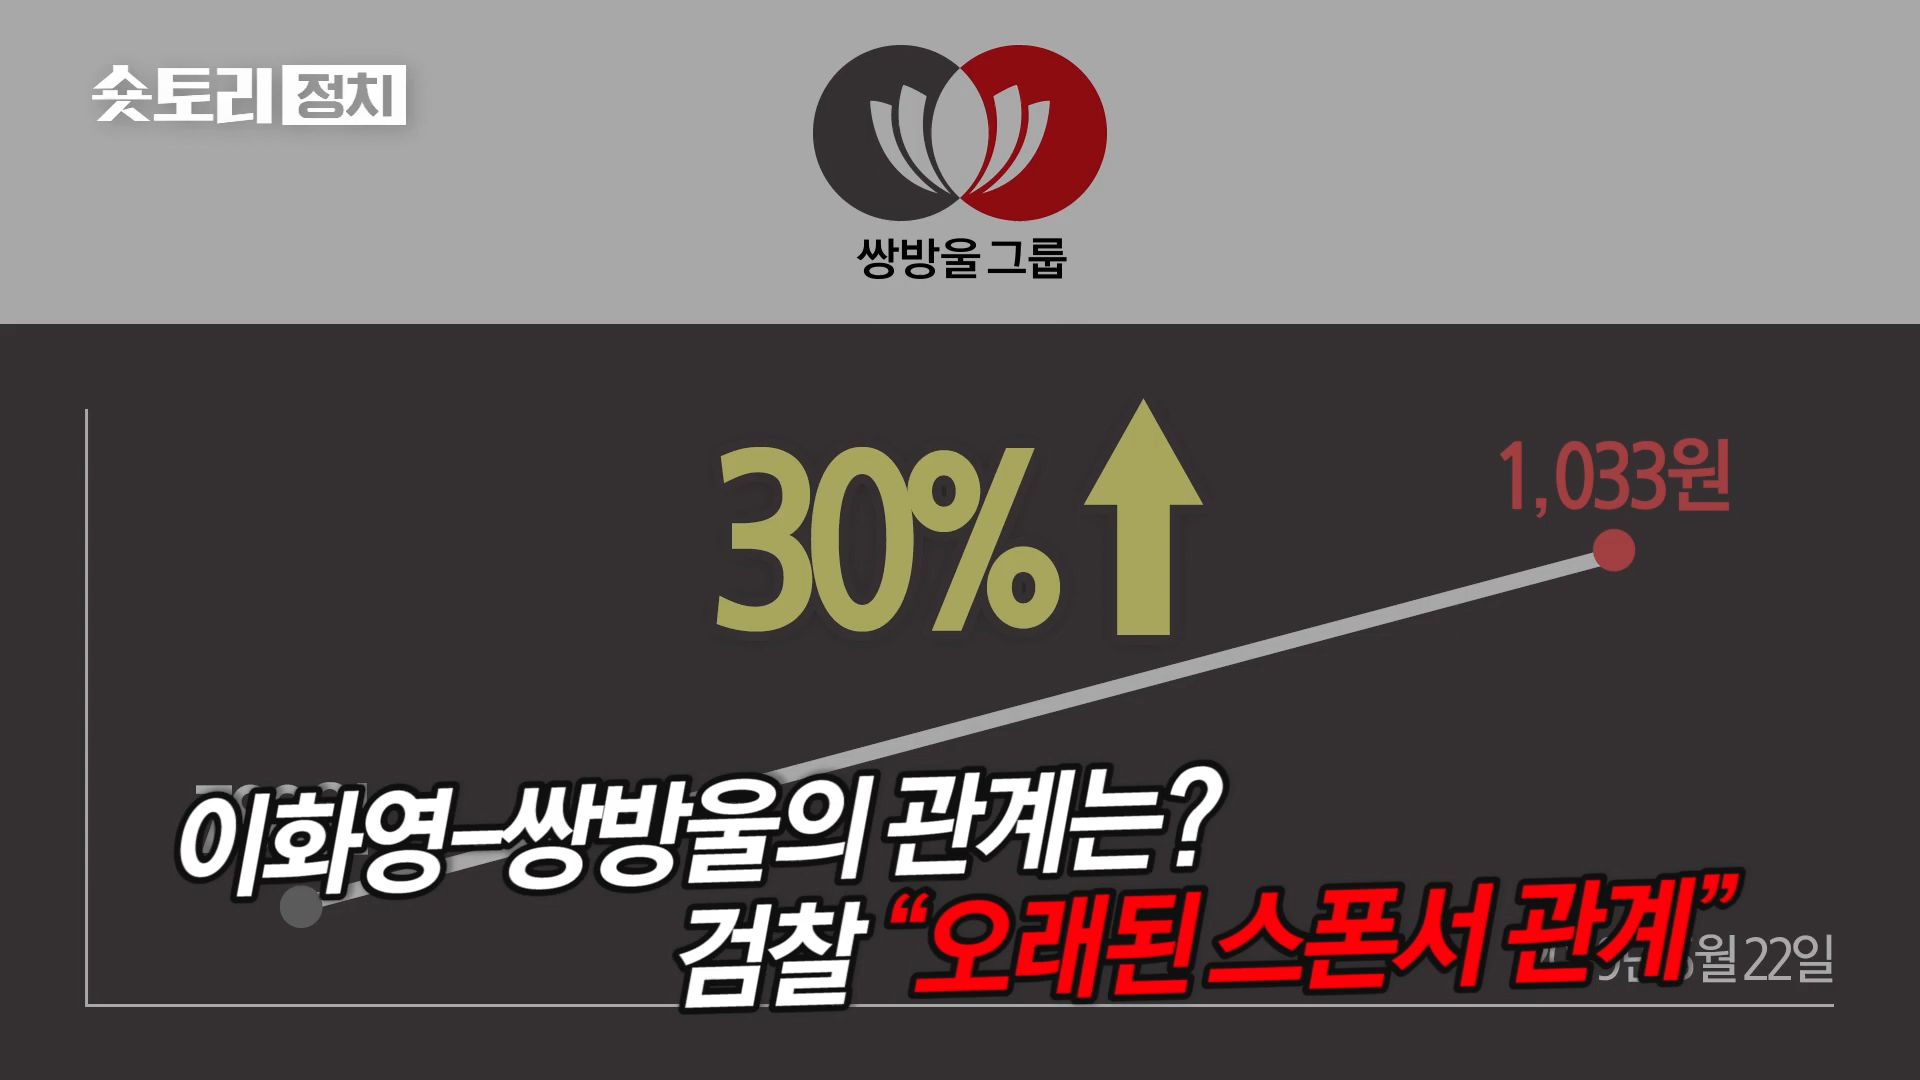 숏토리 정치
쌍방울 그룹
30%
1,033원
이화영-쌍방울의 관계는?
검찰 “오래된 스폰서 관계”
22일